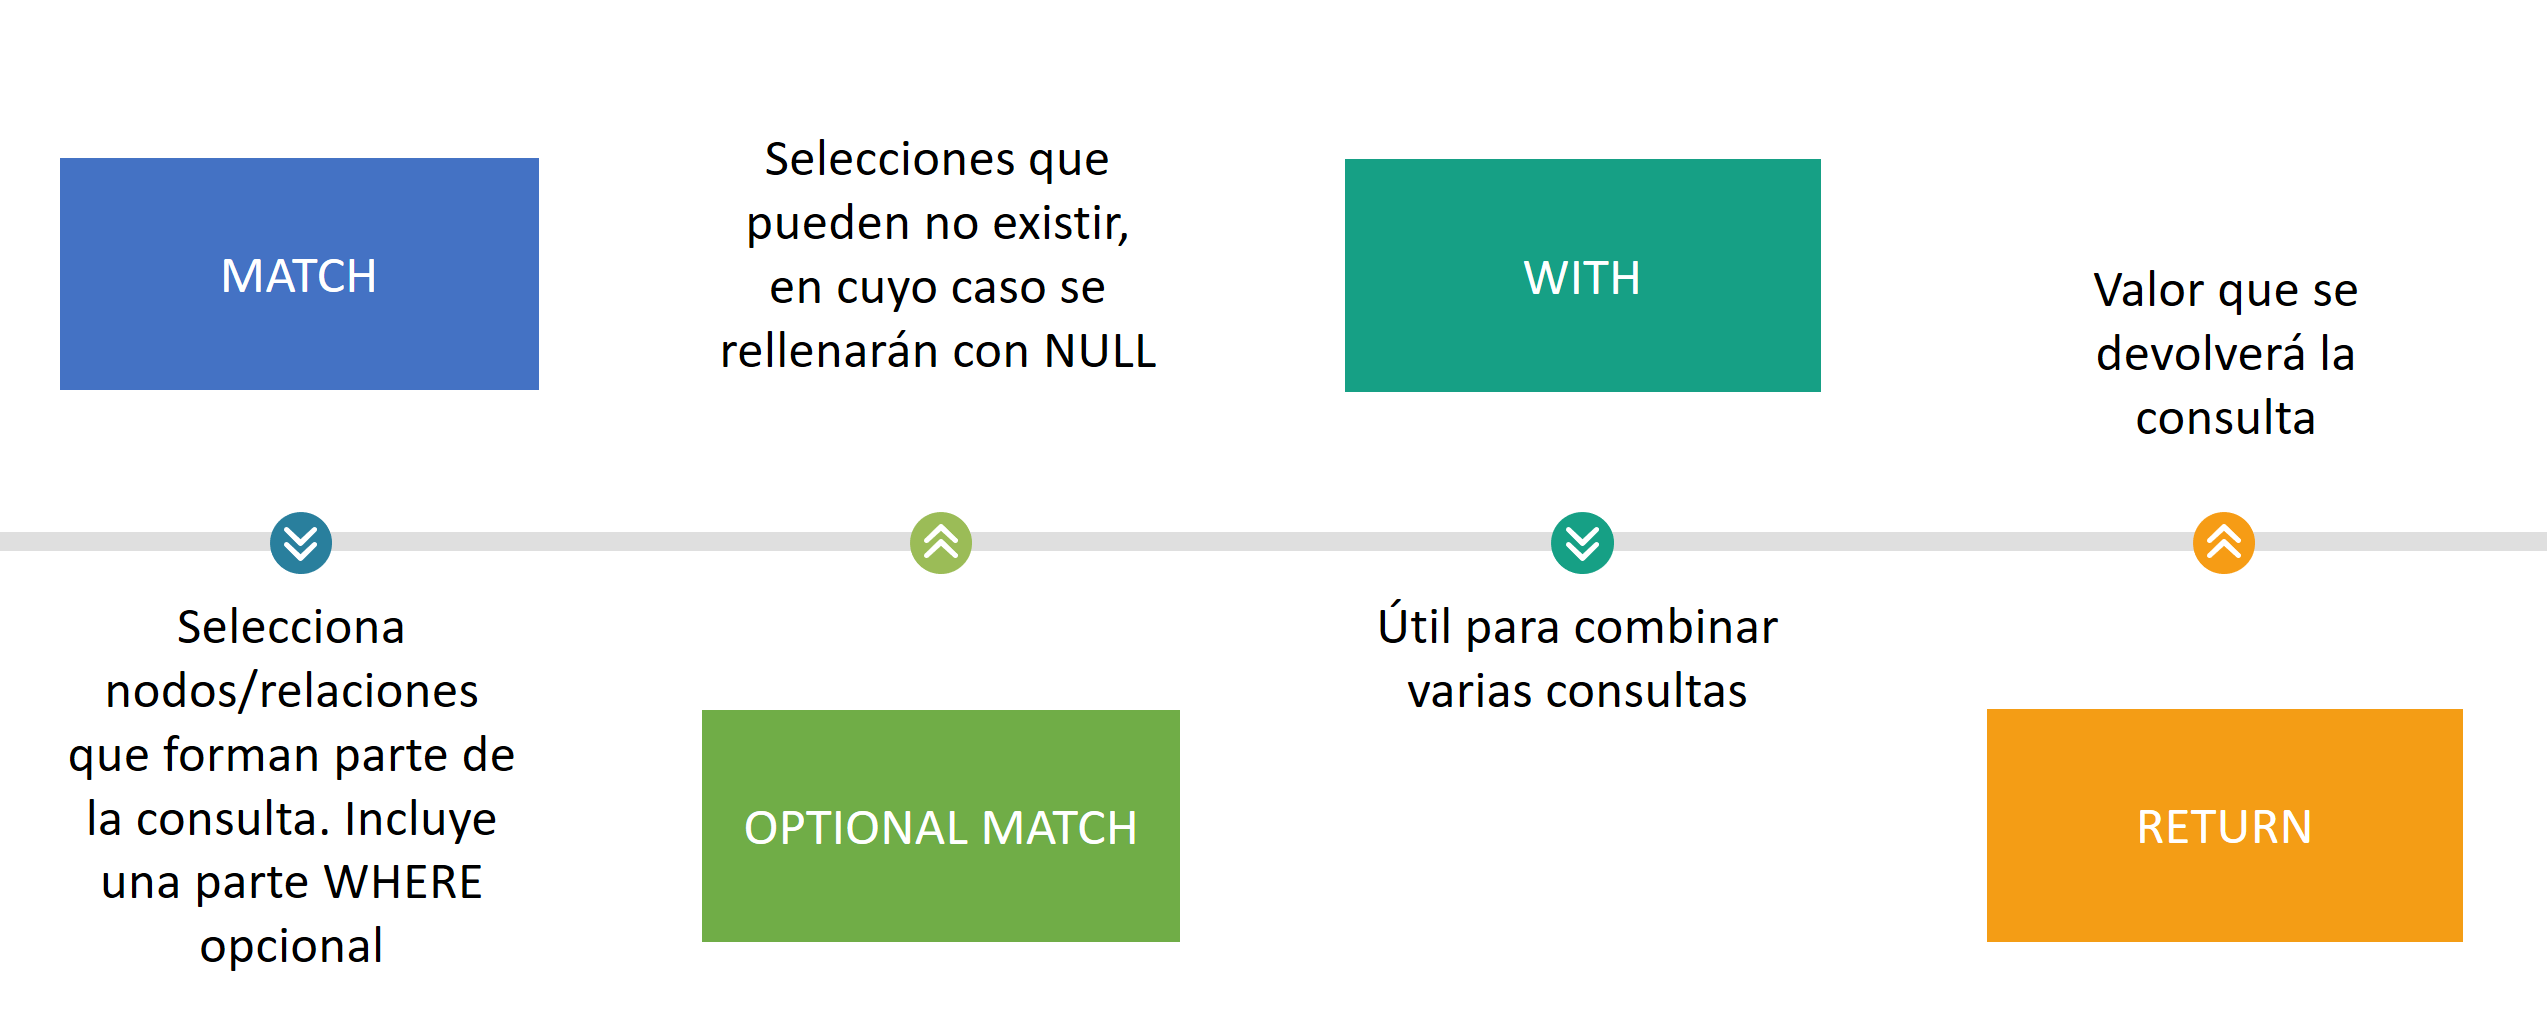 MATCH
Selecciona
nodos/relaciones
que forman parte de
la consulta. Incluye
una parte WHERE
opcional
Selecciones que
pueden no existir,
en cuyo caso se
rellenarán con NULL
OPTIONAL MATCH
WITH
Útil para combinar
varias consultas
Valor que se
devolverá la
consulta
RETURN